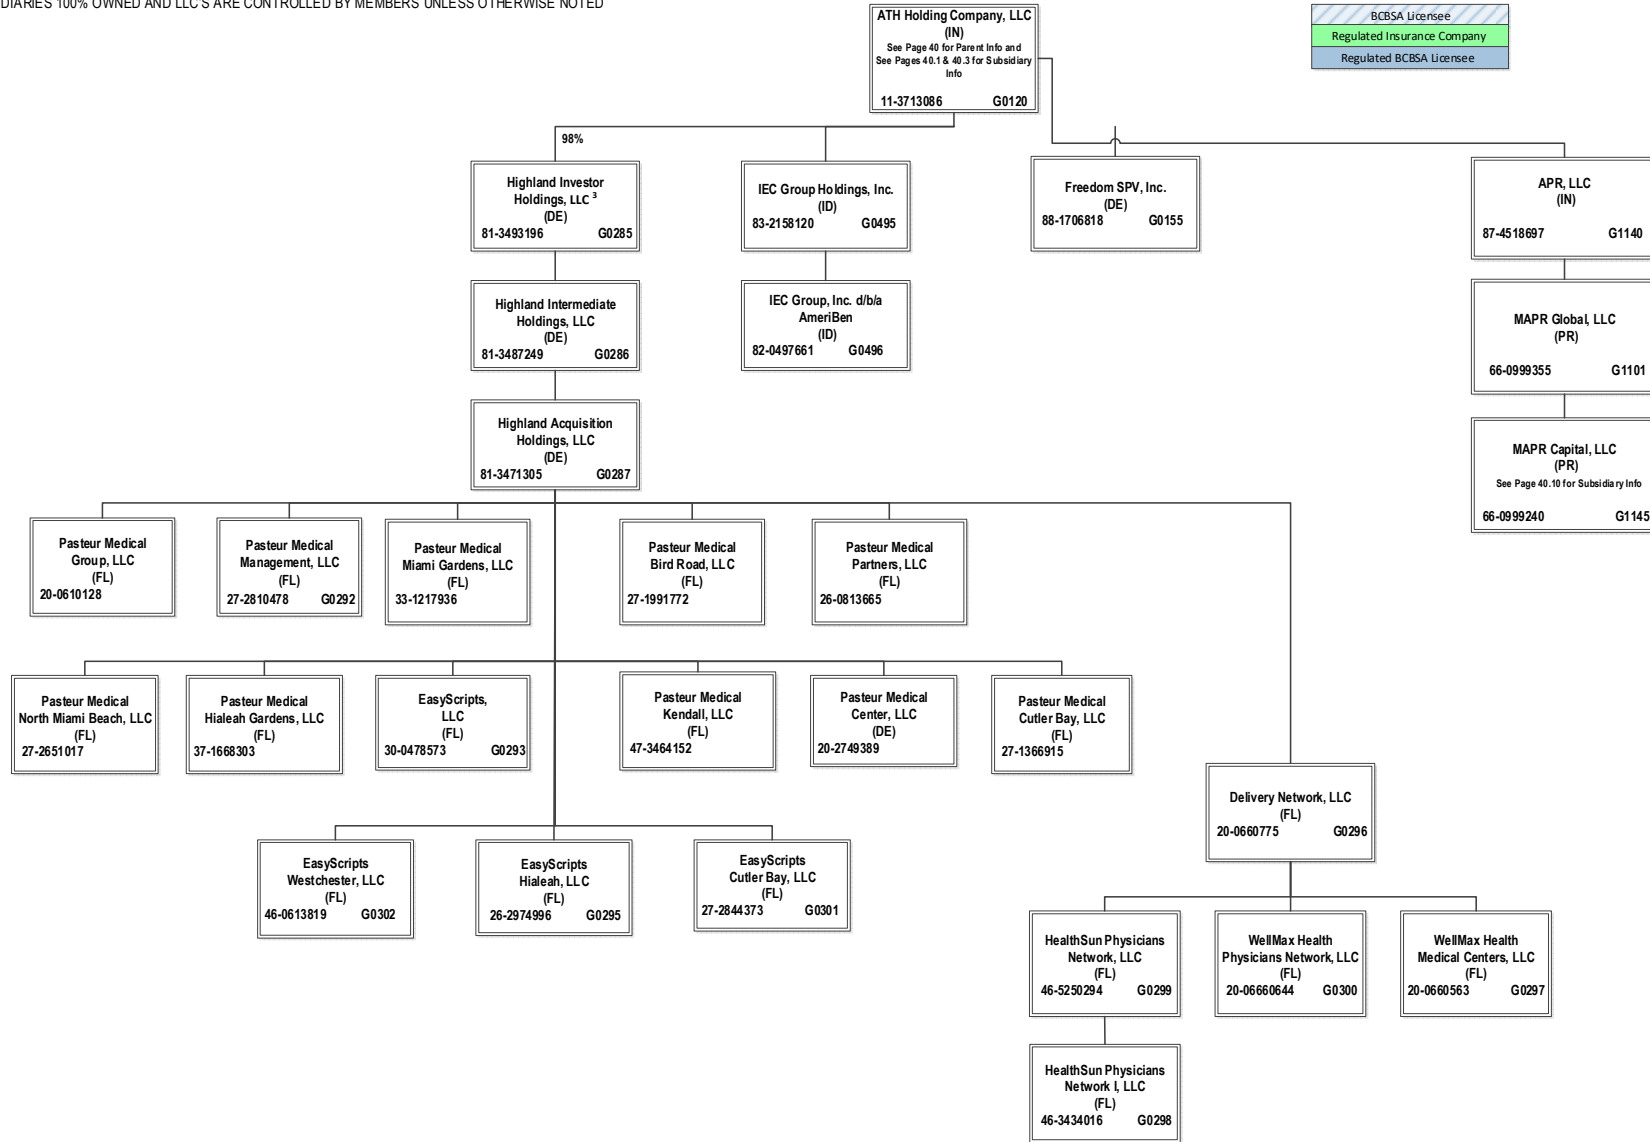 DIARIES 100% OWNED AND LLC'S ARE CONTROLLED BY MEMBERS UNLESS OTHERWISE NOTED
ATH Holding Company, LLC
(IN)
See Page 40 for Parent Info and
See Pages 40.1 & 40.3 for Subsidiary
Info
11-3713086 G0120
BCBSA Licensee
Regulated Insurance Company
Regulated BCBSA Licensee
98%
Highland Investor
Holdings, LLC 3
(DE)
81-3493196 G0285
IEC Group Holdings, Inc.
(ID)
83-2158120 G0495
Freedom SPV, Inc.
(DE)
88-1706818 G0155
APR, LLC
(IN)
87-4518697 G1140
Highland Intermediate
Holdings, LLC
(DE)
81-3487249 G0286
IEC Group, Inc. d/b/a
AmeriBen
(ID)
82-0497661 G0496
MAPR Global, LLC
(PR)
66-0999355 G1101
Highland Acquisition
Holdings, LLC
(DE)
81-3471305 G0287
MAPR Capital, LLC
(PR)
See Page 40.10 for Subsidiary Info
66-0999240 G1145
Pasteur Medical
Group, LLC
(FL)
20-0610128
Pasteur Medical
Management, LLC
(FL)
27-2810478 G0292
Pasteur Medical
Miami Gardens, LLC
(FL)
33-1217936
Pasteur Medical
Bird Road, LLC
(FL)
27-1991772
Pasteur Medical
Partners, LLC
(FL)
26-0813665
Pasteur Medical
North Miami Beach, LLC
(FL)
27-2651017
Pasteur Medical
Hialeah Gardens, LLC
(FL)
37-1668303
EasyScripts,
LLC
(FL)
30-0478573 G0293
Pasteur Medical
Kendall, LLC
(FL)
47-3464152
Pasteur Medical
Center, LLC
(DE)
20-2749389
Pasteur Medical
Cutler Bay, LLC
(FL)
27-1366915
Delivery Network, LLC
(FL)
20-0660775 G0296
EasyScripts
Westchester, LLC
(FL)
46-0613819 G0302
EasyScripts
Hialeah, LLC
(FL)
26-2974996 G0295
EasyScripts
Cutler Bay, LLC
(FL)
27-2844373 G0301
HealthSun Physicians
Network, LLC
(FL)
46-5250294 G0299
WellMax Health
Physicians Network, LLC
(FL)
20-06660644 G0300
WellMax Health
Medical Centers, LLC
(FL)
20-0660563 G0297
HealthSun Physicians
Network I, LLC
(FL)
46-3434016 G0298